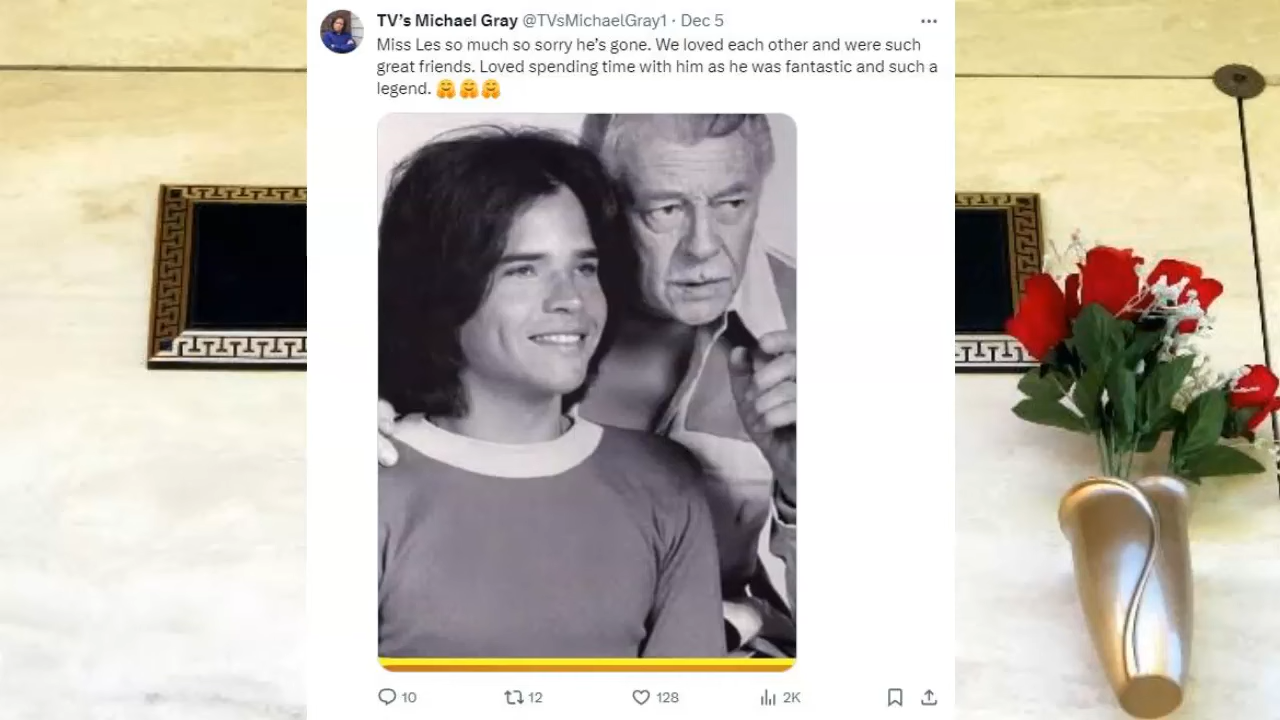 TV's Michael Gray @TVsMichaelGray1 · Dec 5
Miss Les so much so sorry he's gone. We loved each other and were such
great friends. Loved spending time with him as he was fantastic and such a
legend. 🤗🤗🤗
10 12 128 2K